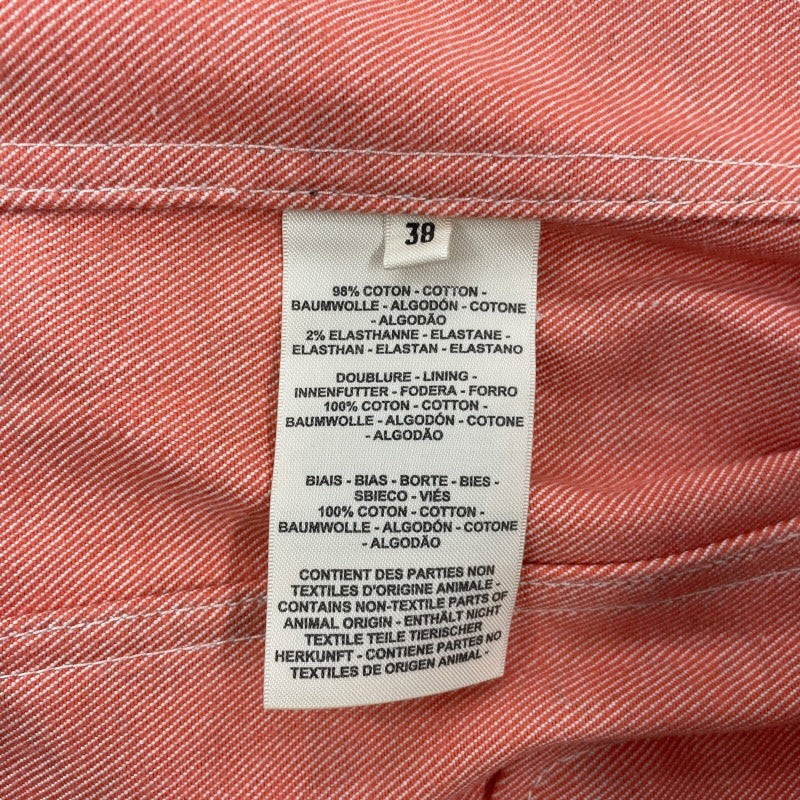 38
98% COTON - COTTON -
BAUMWOLLE - ALGODÓN - COTONE
- ALGODÃO
2% ELASTHANNE - ELASTANE -
ELASTHAN - ELASTAN - ELASTANO
DOUBLURE - LINING -
INNENFUTTER - FODERA - FORRO
100% COTON - COTTON -
BAUMWOLLE - ALGODÓN - COTONE
- ALGODÃO
BIAIS - BIAS - BORTE - BIES -
SBIECO - VIÉS
100% COTON - COTTON -
BAUMWOLLE - ALGODÓN - COTONE
- ALGODÃO
CONTIENT DES PARTIES NON
TEXTILES D'ORIGINE ANIMALE -
CONTAINS NON-TEXTILE PARTS OF
ANIMAL ORIGIN - ENTHÄLT NICHT
TEXTILE TEILE TIERISCHER
HERKUNFT - CONTIENE PARTES NO
TEXTILES DE ORIGEN ANIMAL -